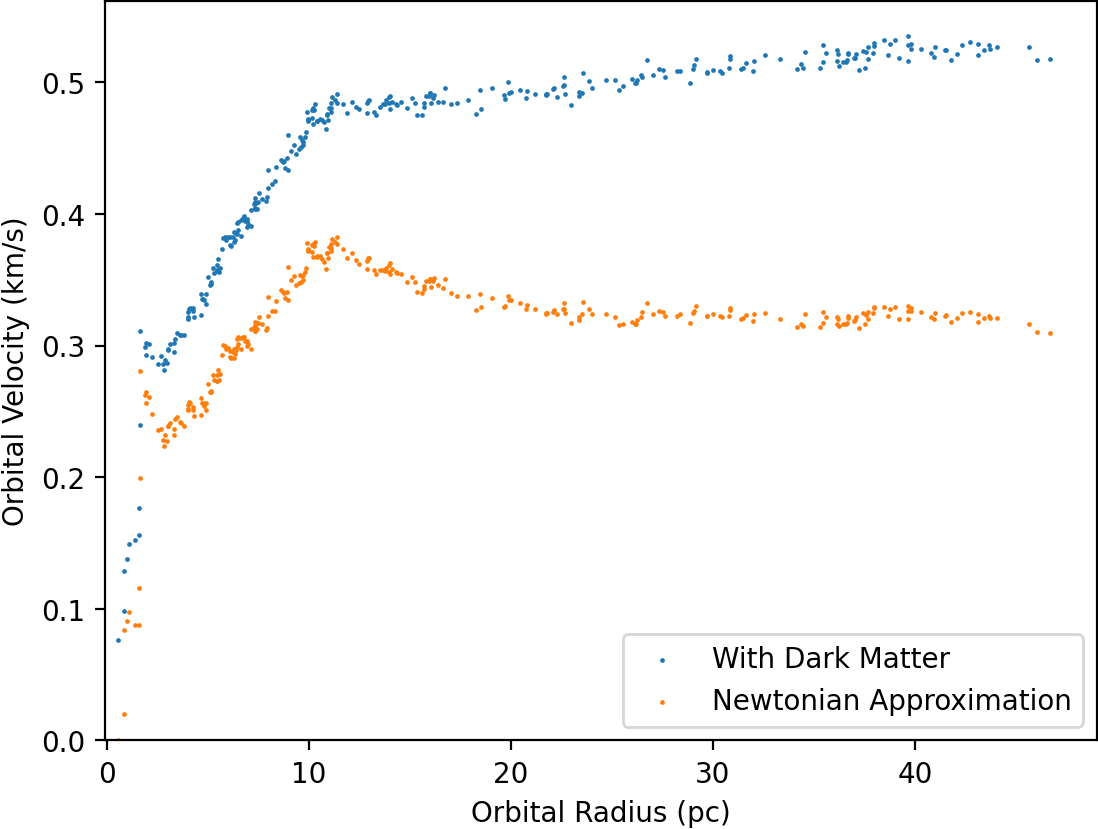 0.5
0.4
0.3
0.2
0.1
0.0
Orbital Velocity (km/s)
With Dark Matter
Newtonian Approximation
0 10 20 30 40
Orbital Radius (pc)